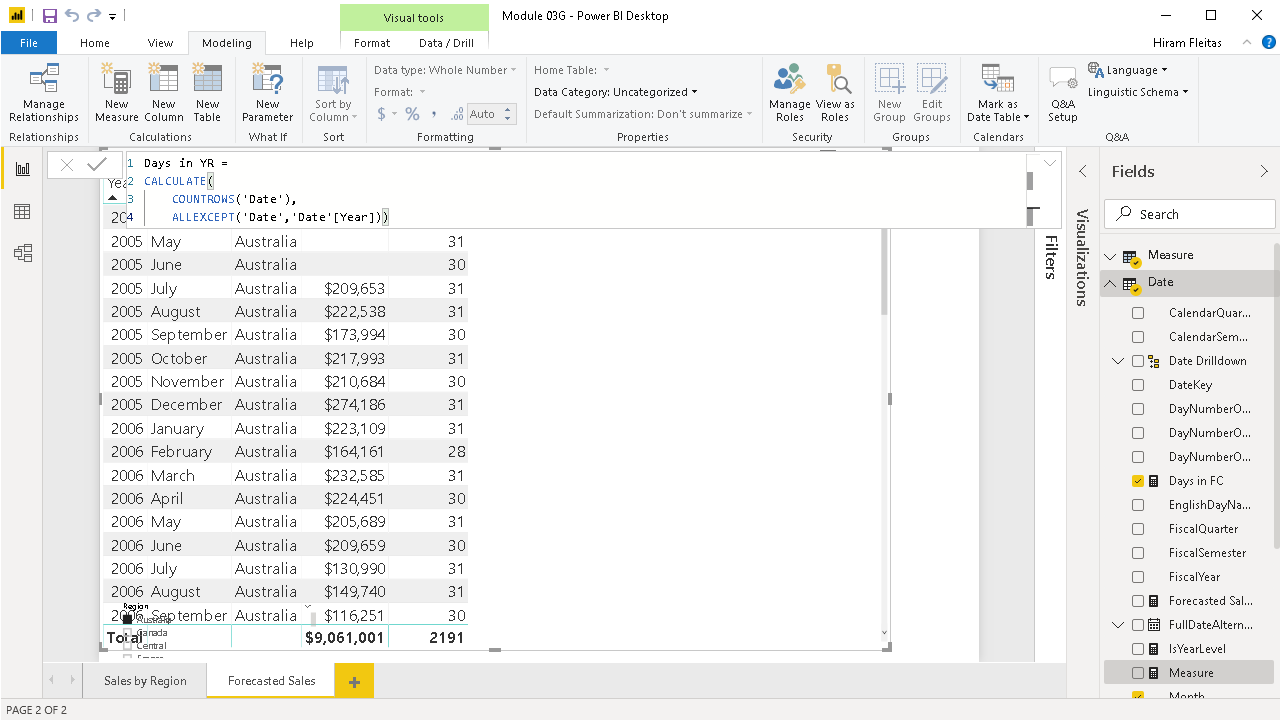 Visual tools
Module 03G - Power BI Desktop
File Home View Modeling Help Format Data / Drill
Hiram Fleitas
Manage Relationships
New Measure
New Column
New Table
New Parameter
Sort by Column
Data type: Whole Number
Format:
$ % , .00 Auto
Home Table:
Data Category: Uncategorized
Default Summarization: Don't summarize
Manage Roles
View as Roles
New Group
Edit Groups
Mark as Date Table
Q&A Setup
Language
Linguistic Schema
Relationships Calculations What If Sort Formatting Properties Security Groups Calendars Q&A
1 Days in YR =
2 CALCULATE(
3 COUNTROWS('Date'),
4 ALLEXCEPT('Date','Date'[Year]))
2005 May Australia 31
2005 June Australia 30
2005 July Australia $209,653 31
2005 August Australia $222,538 31
2005 September Australia $173,994 30
2005 October Australia $217,993 31
2005 November Australia $210,684 30
2005 December Australia $274,186 31
2006 January Australia $223,109 31
2006 February Australia $164,161 28
2006 March Australia $232,585 31
2006 April Australia $224,451 30
2006 May Australia $205,689 31
2006 June Australia $209,659 30
2006 July Australia $130,990 31
2006 August Australia $149,740 31
2006 September Australia $116,251 30
Total $9,061,001 2191
Region
Australia
Canada
Central
Filters
Visualizations
Fields
Search
Measure
Date
CalendarQuar...
CalendarSem...
Date Drilldown
DateKey
DayNumberO...
DayNumberO...
DayNumberO...
Days in FC
EnglishDayNa...
FiscalQuarter
FiscalSemester
FiscalYear
Forecasted Sal...
FullDateAltern...
IsYearLevel
Measure
Month
Sales by Region
Forecasted Sales
PAGE 2 OF 2